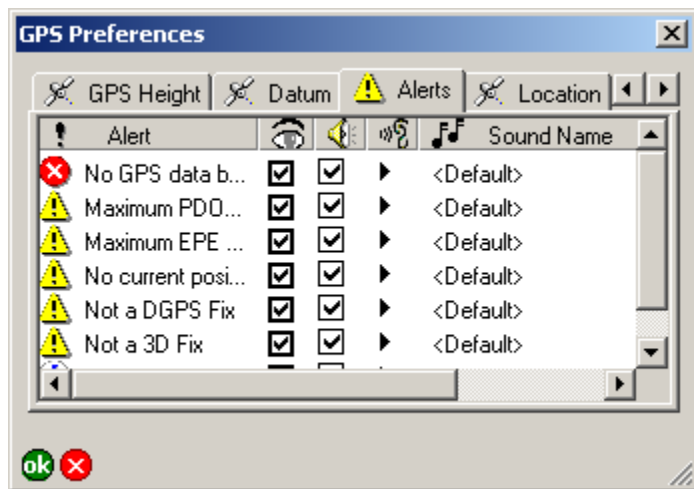 GPS Preferences
GPS Height Datum Alerts Location
Alert Sound Name
No GPS data b... <Default>
Maximum PDO... <Default>
Maximum EPE ... <Default>
No current posi... <Default>
Not a DGPS Fix <Default>
Not a 3D Fix <Default>
ok